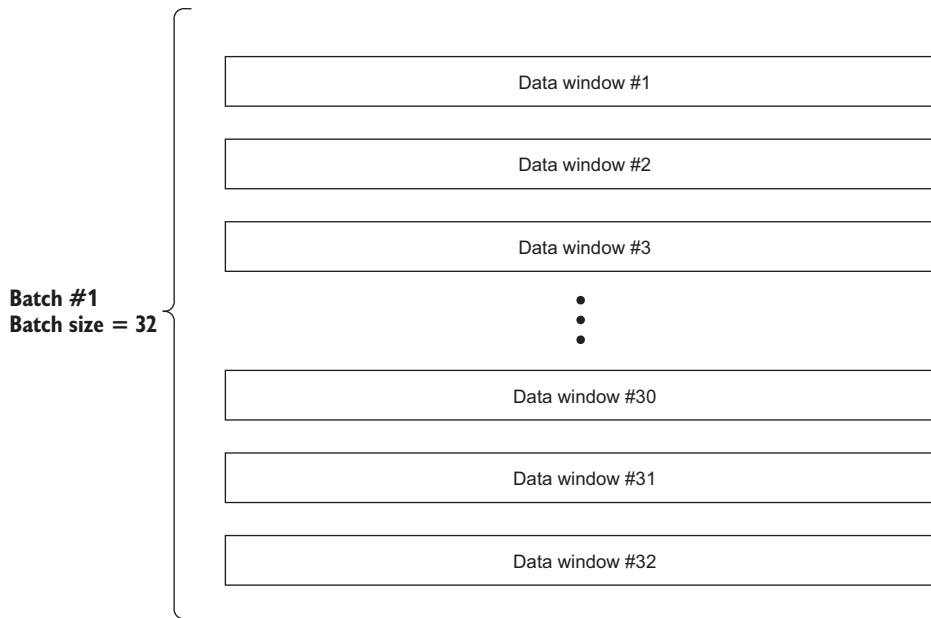 Data window #1
Data window #2
Data window #3
Batch #1
Batch size = 32
Data window #30
Data window #31
Data window #32